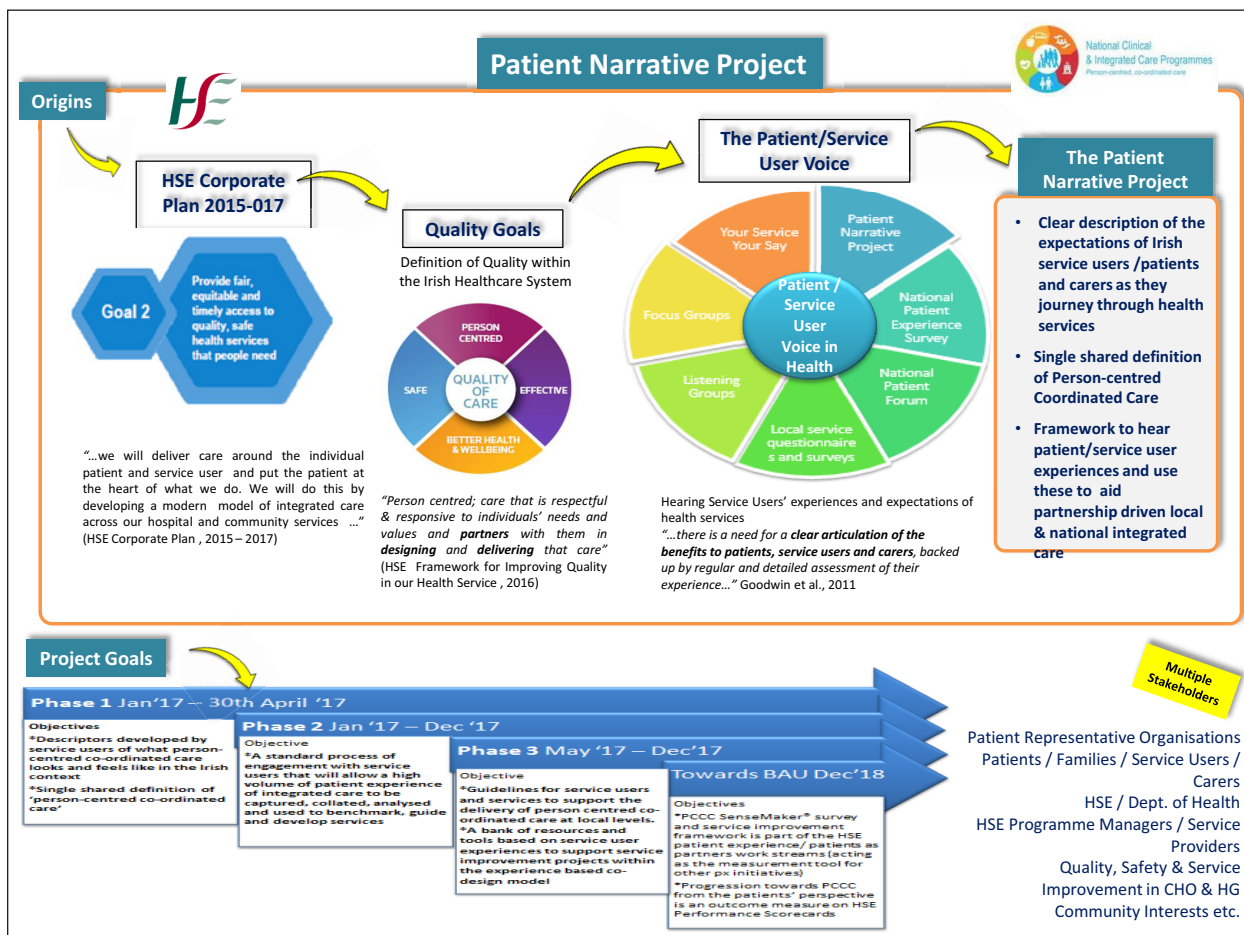 Patient Narrative Project
National Clinical
& Integrated Care Programmes
Person-centred, co-ordinated care
Origins
HSE
HSE Corporate
Plan 2015-017
Goal 2
Provide fair,
equitable and
timely access to
quality, safe
health services
that people need
"…we will deliver care around the individual
patient and service user and put the patient at
the heart of what we do. We will do this by
developing a modern model of integrated care
across our hospital and community services …"
(HSE Corporate Plan , 2015 – 2017)
Quality Goals
Definition of Quality within
the Irish Healthcare System
PERSON
CENTRED
SAFE
QUALITY
OF
CARE
EFFECTIVE
BETTER HEALTH
& WELLBEING
"Person centred; care that is respectful
& responsive to individuals' needs and
values and partners with them in
designing and delivering that care"
(HSE Framework for Improving Quality
in our Health Service , 2016)
The Patient/Service
User Voice
Your Service
Your Say
Patient
Narrative
Project
Focus Groups
Patient /
Service
User
Voice in
Health
National
Patient
Experience
Survey
Listening
Groups
National
Patient
Forum
Local service
questionnaire
s and surveys
Hearing Service Users' experiences and expectations of
health services
"…there is a need for a clear articulation of the
benefits to patients, service users and carers, backed
up by regular and detailed assessment of their
experience…" Goodwin et al., 2011
The Patient
Narrative Project
• Clear description of the
expectations of Irish
service users /patients
and carers as they
journey through health
services
• Single shared definition
of Person-centred
Coordinated Care
• Framework to hear
patient/service user
experiences and use
these to aid
partnership driven local
& national integrated
care
Project Goals
Phase 1 Jan'17 – 30th April '17
Objectives
*Descriptors developed by
service users of what person-
centred co-ordinated care
looks and feels like in the Irish
context
*Single shared definition of
'person-centred co-ordinated
care'
Phase 2 Jan '17 – Dec '17
Objective
*A standard process of
engagement with service
users that will allow a high
volume of patient experience
of integrated care to be
captured, collated, analysed
and used to benchmark, guide
and develop services
Phase 3 May '17 – Dec'17
Objective
*Guidelines for service users
and services to support the
delivery of person centred co-
ordinated care at local levels.
*A bank of resources and
tools based on service user
experiences to support service
improvement projects within
the experience based co-
design model
Towards BAU Dec'18
Objectives
*PCCC SenseMaker® survey
and service improvement
framework is part of the HSE
patient experience/ patients as
partners work streams (acting
as the measurement tool for
other px initiatives)
*Progression towards PCCC
from the patients' perspective
is an outcome measure on HSE
Performance Scorecards
Multiple
Stakeholders
Patient Representative Organisations
Patients / Families / Service Users /
Carers
HSE / Dept. of Health
HSE Programme Managers / Service
Providers
Quality, Safety & Service
Improvement in CHO & HG
Community Interests etc.